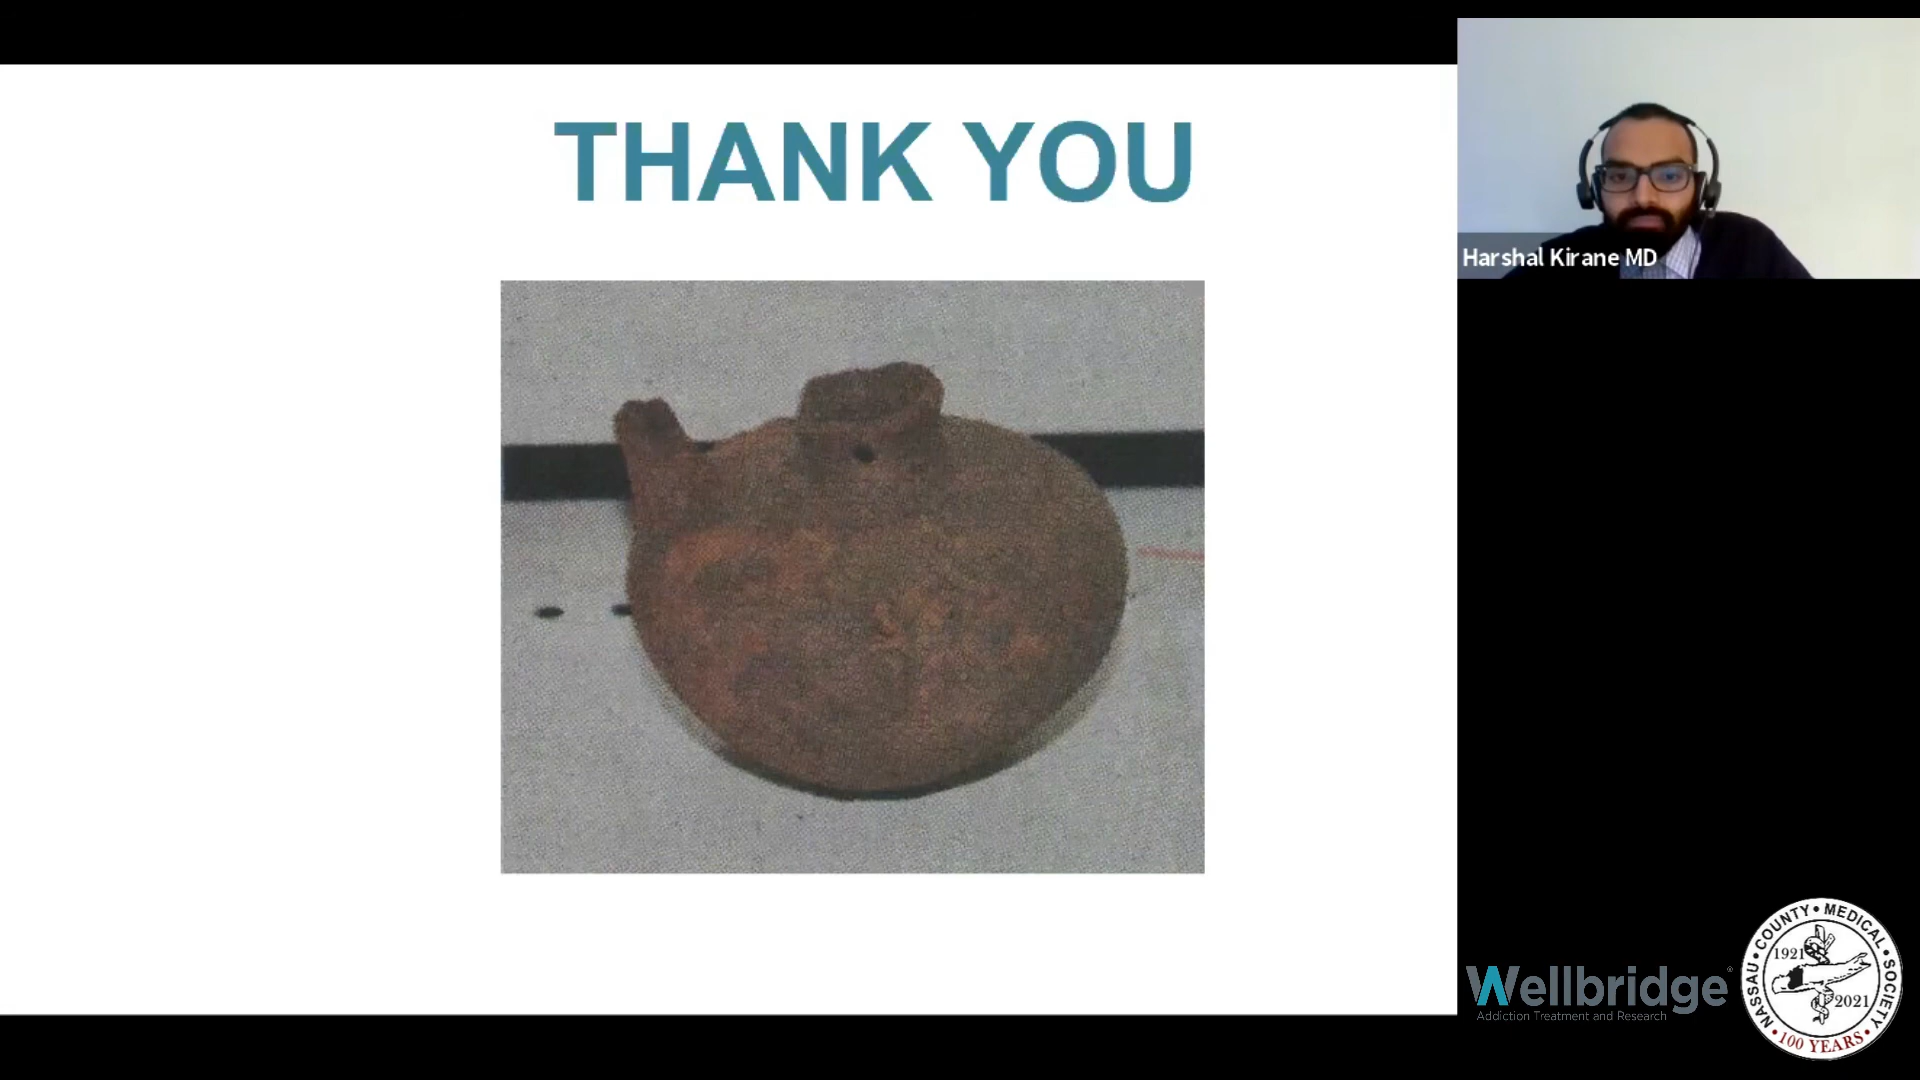 THANK YOU
Harshal Kirane MD
Wellbridge®
Addiction Treatment and Research
NASSAU • COUNTY • MEDICAL • SOCIETY
1921
2021
• 100 YEARS •